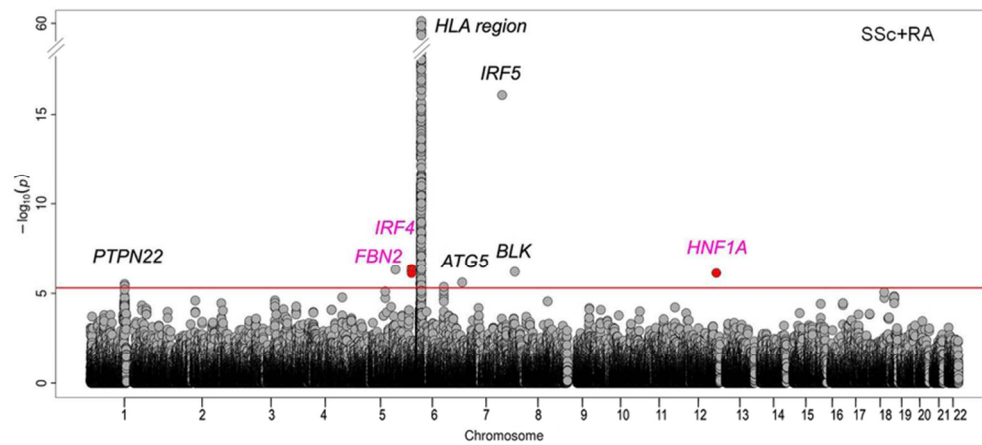 60
HLA region
SSc+RA
IRF5
15
−log₁₀(p)
10
IRF4
PTPN22
FBN2
ATG5
BLK
HNF1A
5
0
1 2 3 4 5 6 7 8 9 10 11 12 13 14 15 16 17 18 19 20 21 22
Chromosome